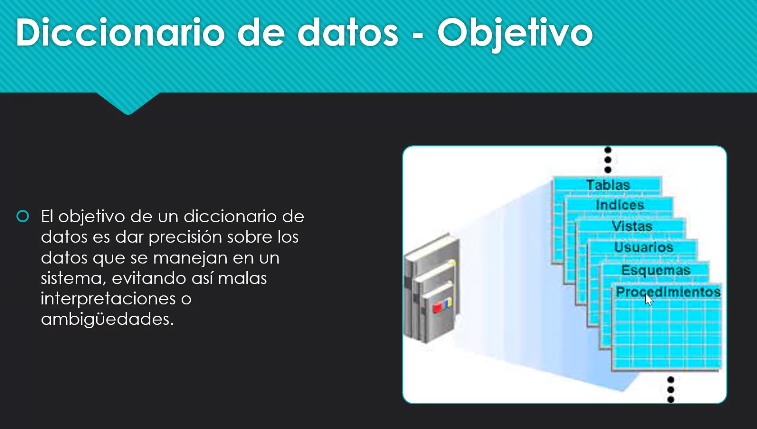 Diccionario de datos - Objetivo
El objetivo de un diccionario de
datos es dar precisión sobre los
datos que se manejan en un
sistema, evitando así malas
interpretaciones o
ambigüedades.
Tablas
Indices
Vistas
Usuarios
Esquemas
Procedimientos